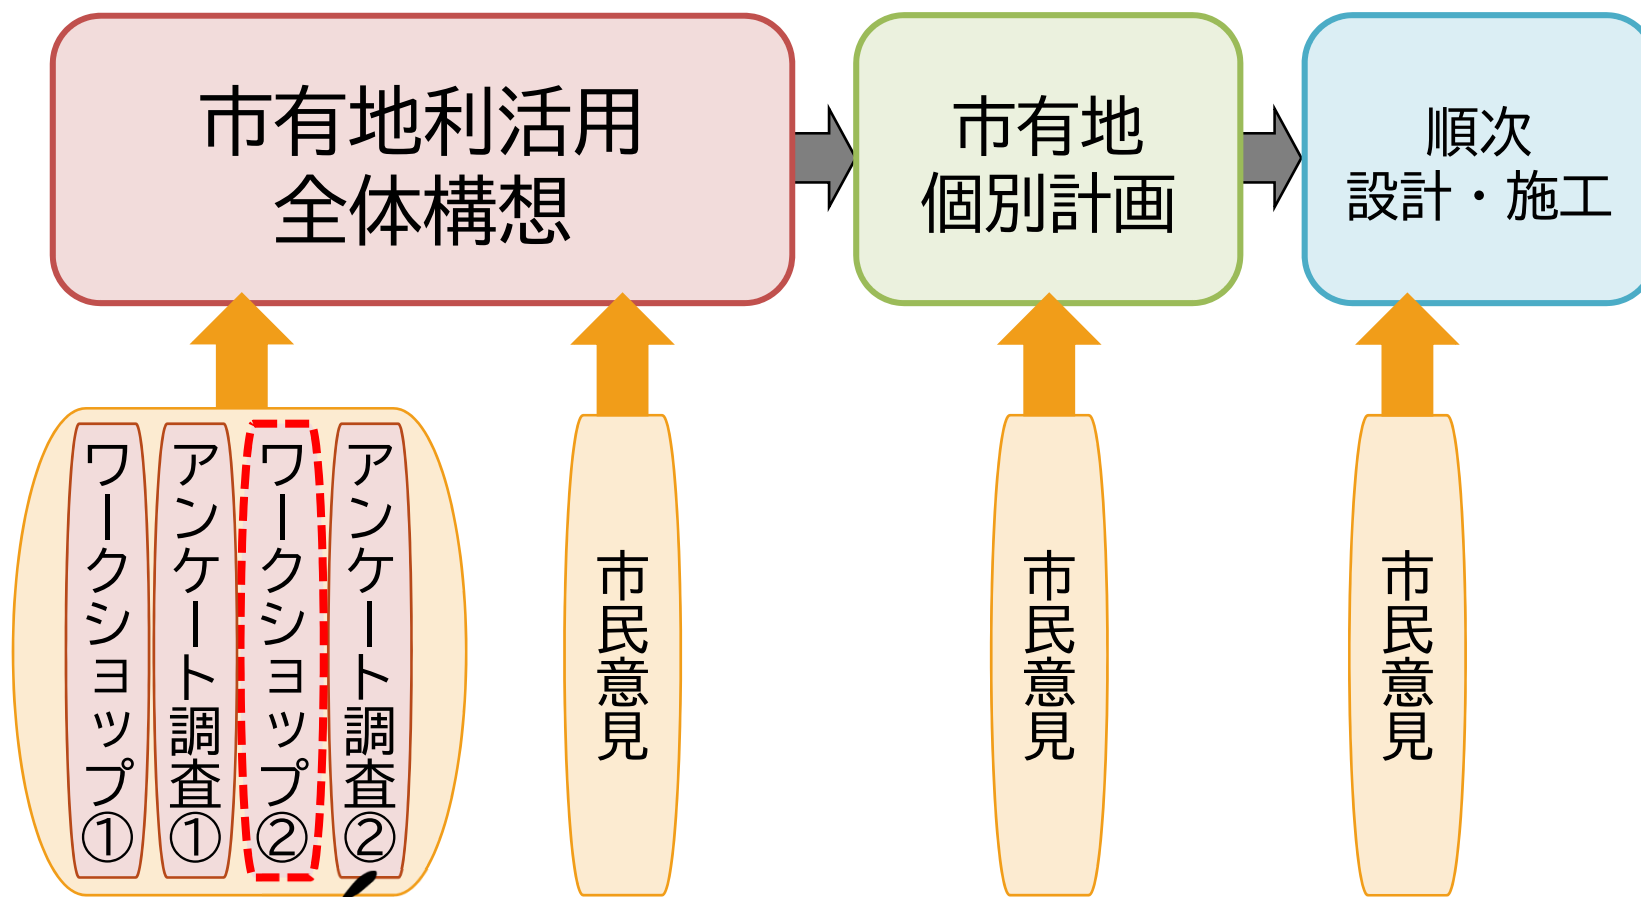 市有地利活用
全体構想
市有地
個別計画
順次
設計・施工
ワークショップ①
アンケート調査①
ワークショップ②
アンケート調査②
市民意見
市民意見
市民意見